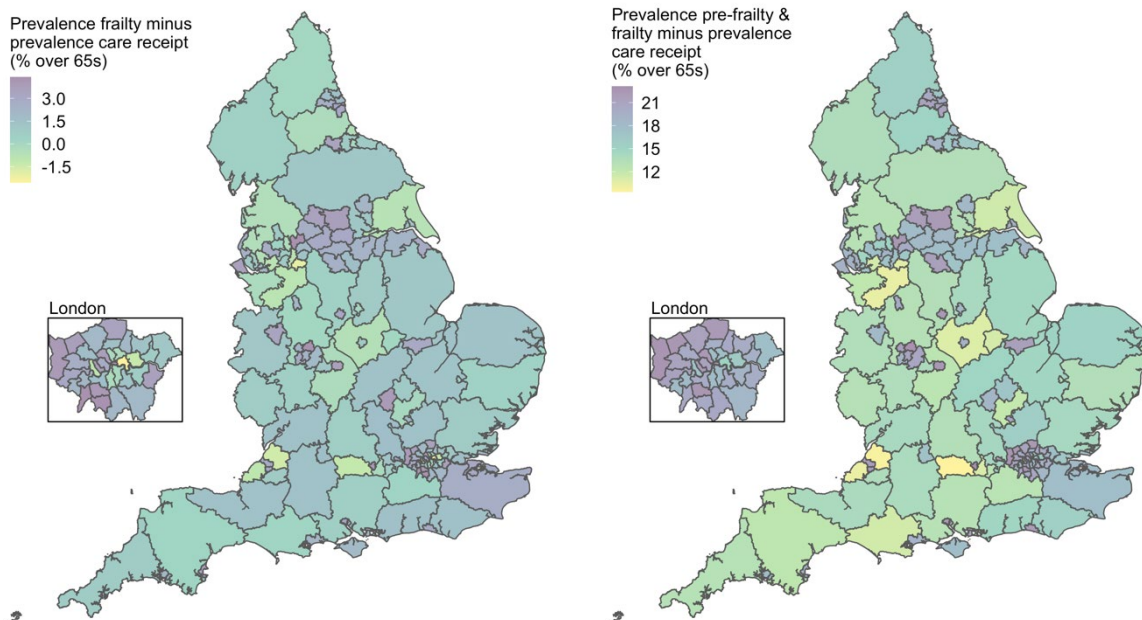 Prevalence frailty minus
prevalence care receipt
(% over 65s)
3.0
1.5
0.0
-1.5
London
Prevalence pre-frailty &
frailty minus prevalence
care receipt
(% over 65s)
21
18
15
12
London